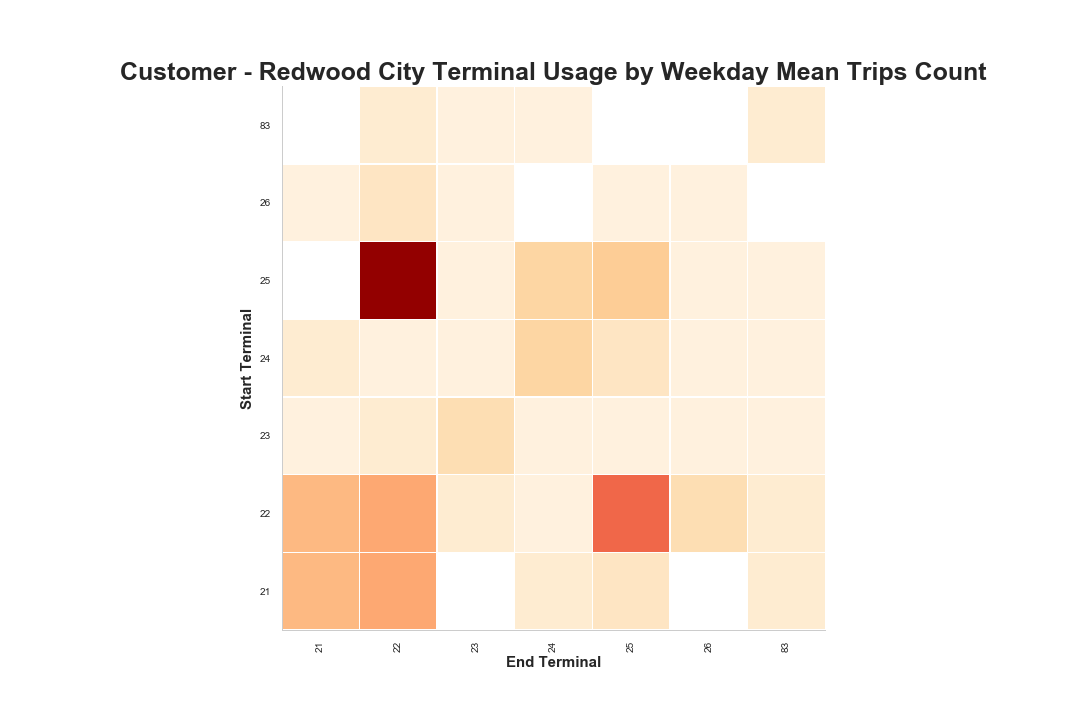 Customer - Redwood City Terminal Usage by Weekday Mean Trips Count
83
26
25
24
23
22
21
Start Terminal
21 22 23 24 25 26 83
End Terminal